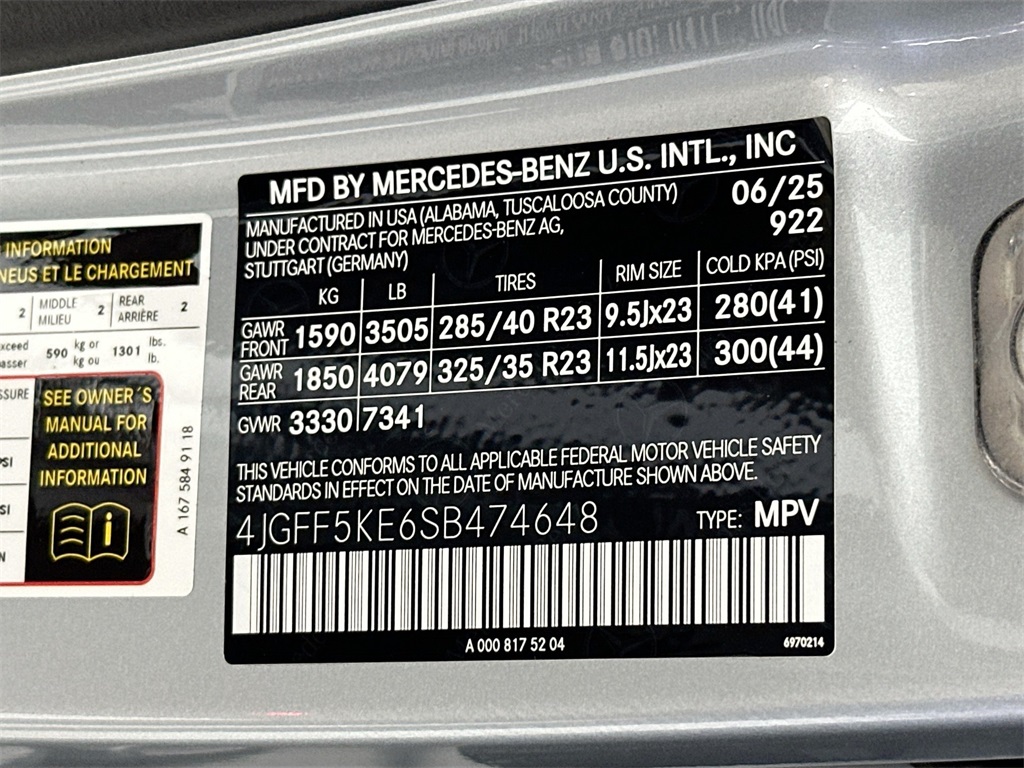 MFD BY MERCEDES-BENZ U.S. INTL., INC
MANUFACTURED IN USA (ALABAMA, TUSCALOOSA COUNTY) 06/25
UNDER CONTRACT FOR MERCEDES-BENZ AG, 922
STUTTGART (GERMANY)
KG LB TIRES RIM SIZE COLD KPA (PSI)
GAWR FRONT 1590 3505 285/40 R23 9.5Jx23 280(41)
GAWR REAR 1850 4079 325/35 R23 11.5Jx23 300(44)
GVWR 3330 7341
THIS VEHICLE CONFORMS TO ALL APPLICABLE FEDERAL MOTOR VEHICLE SAFETY
STANDARDS IN EFFECT ON THE DATE OF MANUFACTURE SHOWN ABOVE.
4JGFF5KE6SB474648 TYPE: MPV
A 000 817 52 04 6970214
INFORMATION
NEUS ET LE CHARGEMENT
2 MIDDLE MILIEU 2 REAR ARRIÈRE 2
590 kg or kg ou 1301 lbs. lb.
SEE OWNER´S
MANUAL FOR
ADDITIONAL
INFORMATION
A 167 584 91 18